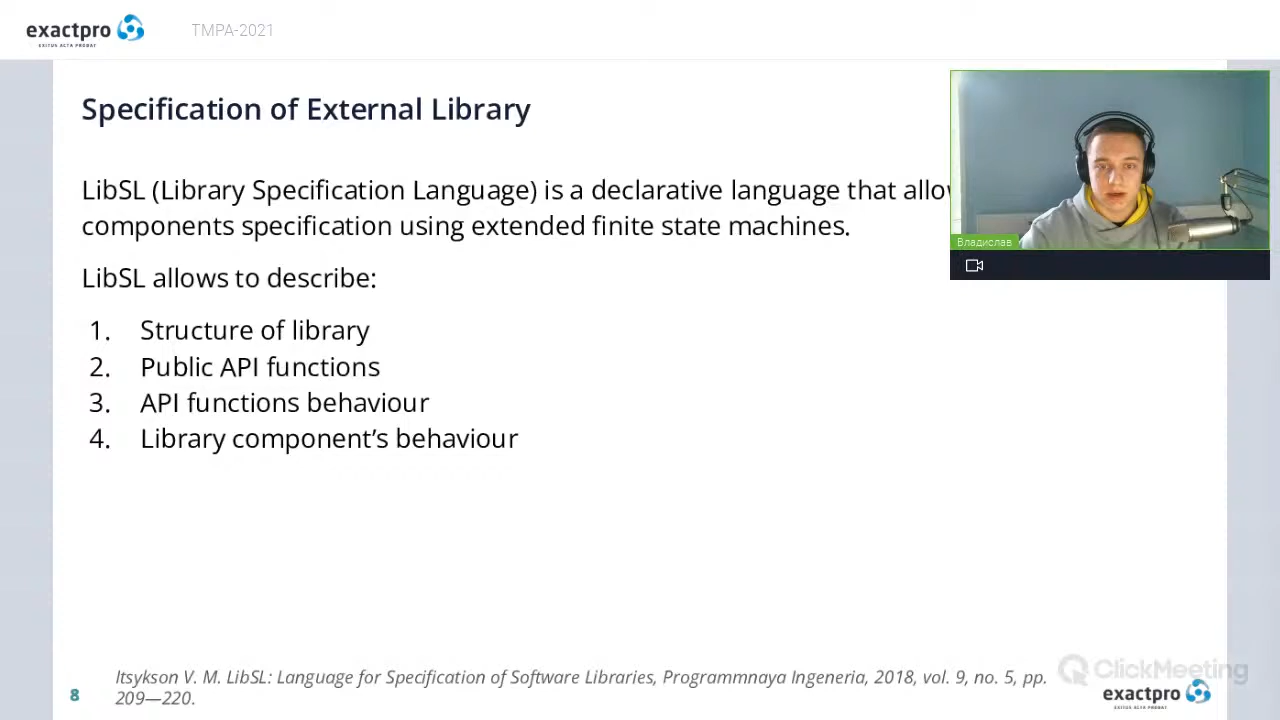 exactpro
EXITUS ACTA PROBAT
TMPA-2021
Specification of External Library
LibSL (Library Specification Language) is a declarative language that
components specification using extended finite state machines.
Владислав
LibSL allows to describe:
1. Structure of library
2. Public API functions
3. API functions behaviour
4. Library component’s behaviour
Itsykson V. M. LibSL: Language for Specification of Software Libraries, Programmnaya Ingeneria, 2018, vol. 9, no. 5, pp.
209—220.
8
ClickMeeting
exactpro
EXITUS ACTA PROBAT